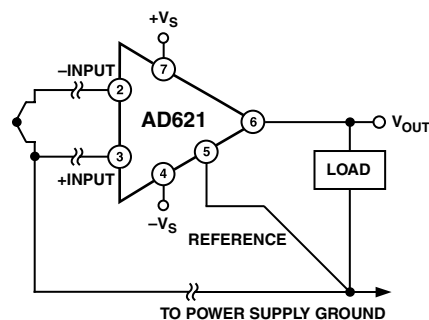 +VS
–INPUT
7
2
AD621
6
VOUT
3
5
+INPUT
4
LOAD
–VS
REFERENCE
TO POWER SUPPLY GROUND